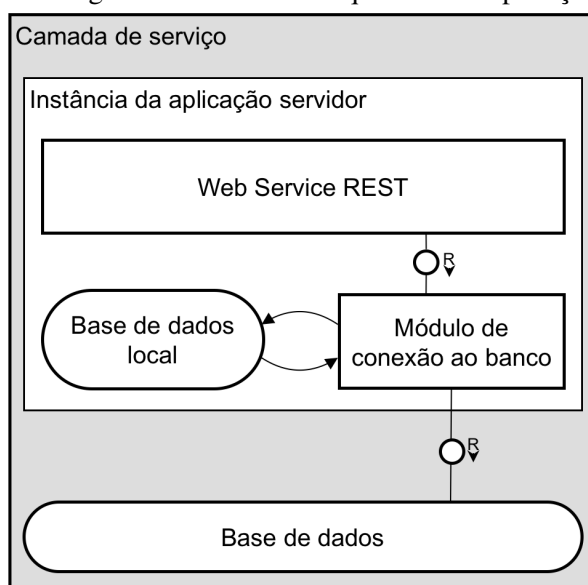 Camada de serviço
Instância da aplicação servidor
Web Service REST
R
Base de dados
local
Módulo de
conexão ao banco
R
Base de dados